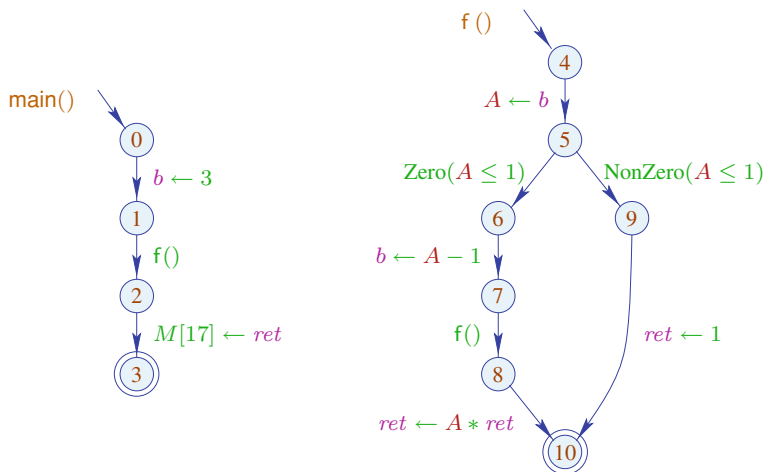 main()
0
b ← 3
1
f()
2
M[17] ← ret
3
f ()
4
A ← b
5
Zero(A ≤ 1) NonZero(A ≤ 1)
6 9
b ← A − 1
7
f() ret ← 1
8
ret ← A ∗ ret
10